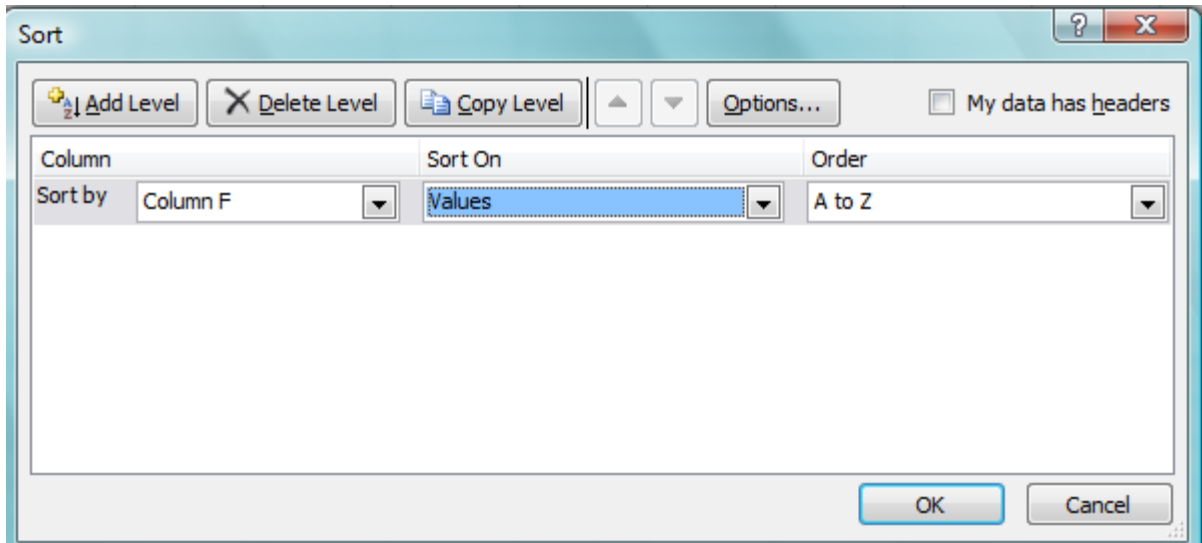 Sort
Add Level Delete Level Copy Level Options... My data has headers
Column Sort On Order
Sort by Column F Values A to Z
OK Cancel